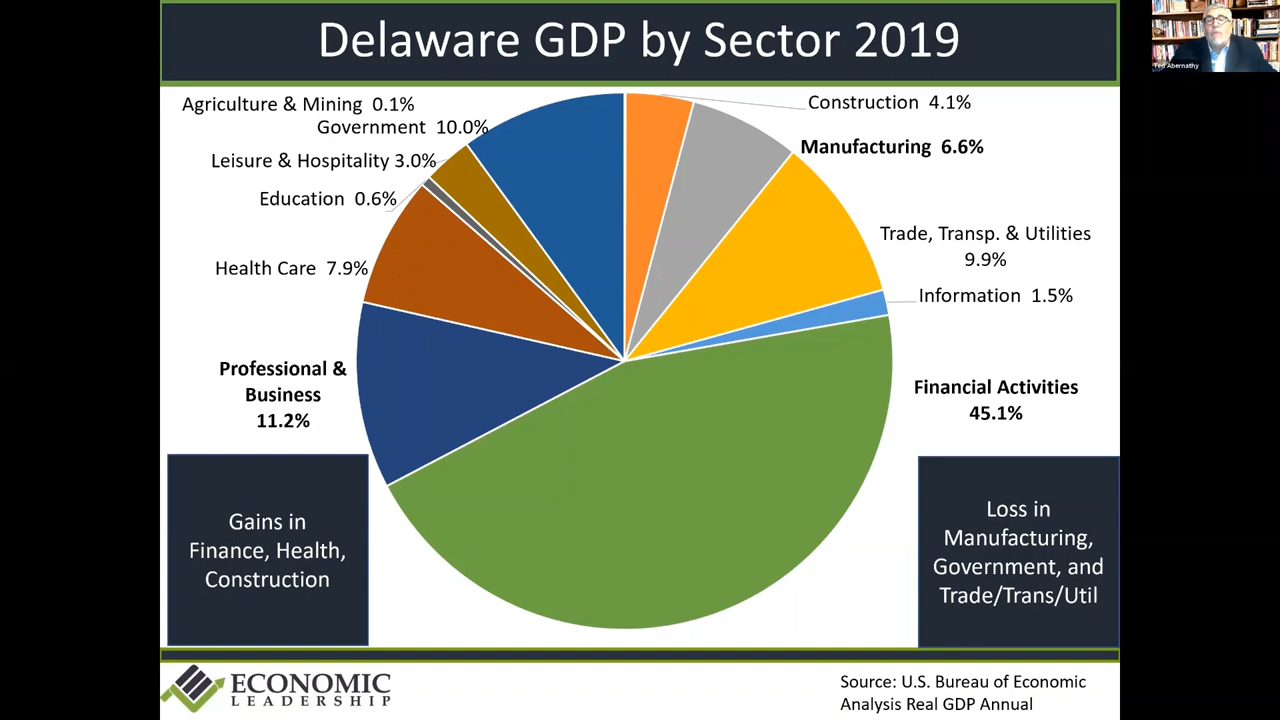 Delaware GDP by Sector 2019
Ted Abernathy
Agriculture & Mining 0.1%
Government 10.0%
Leisure & Hospitality 3.0%
Education 0.6%
Health Care 7.9%
Professional &
Business
11.2%
Construction 4.1%
Manufacturing 6.6%
Trade, Transp. & Utilities
9.9%
Information 1.5%
Financial Activities
45.1%
Gains in
Finance, Health,
Construction
Loss in
Manufacturing,
Government, and
Trade/Trans/Util
ECONOMIC
LEADERSHIP
Source: U.S. Bureau of Economic
Analysis Real GDP Annual